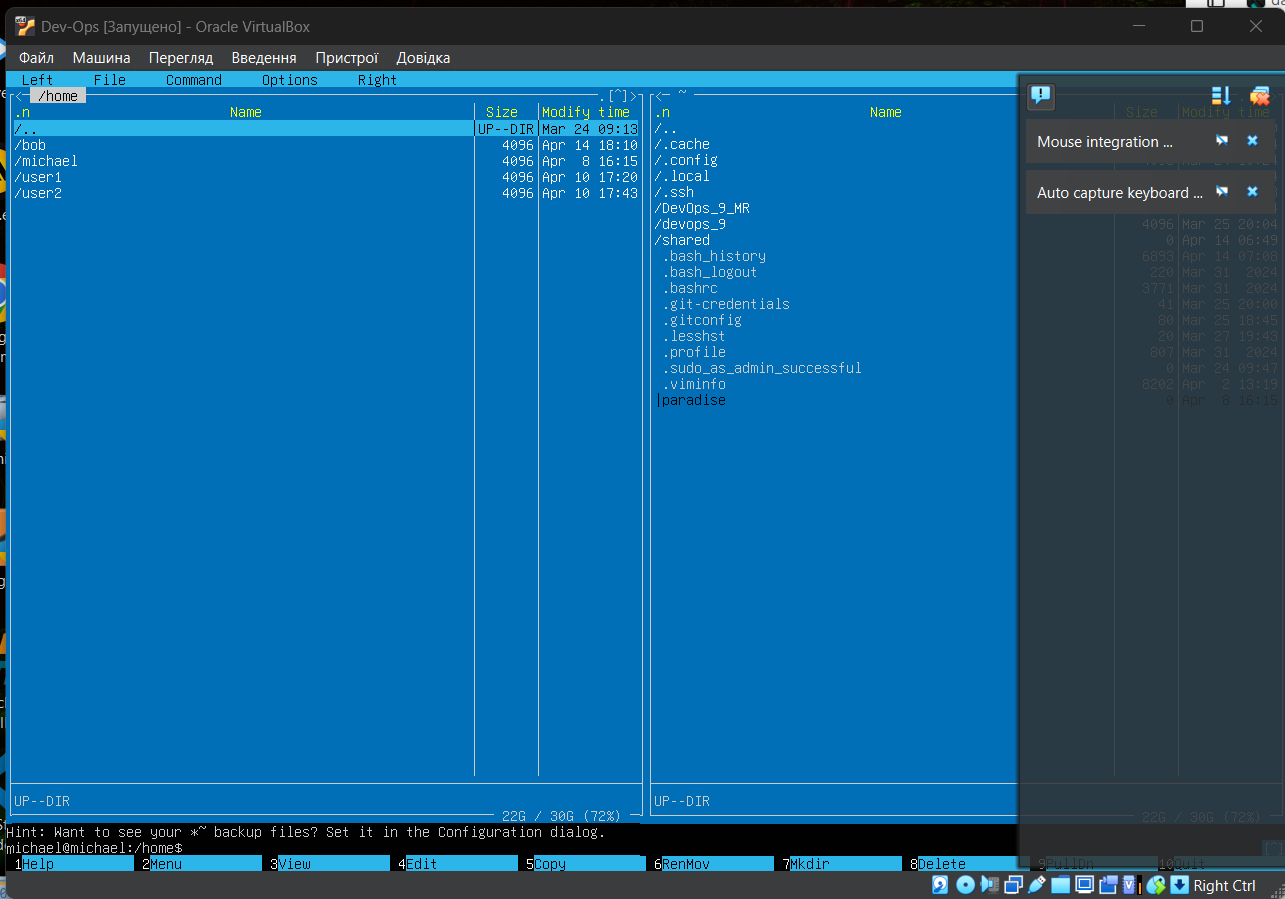 Dev-Ops [Запущено] - Oracle VirtualBox
Файл Машина Перегляд Введення Пристрої Довідка
Left File Command Options Right
<─ /home .[^]>
.n Name Size Modify time
/.. UP--DIR Mar 24 09:13
/bob 4096 Apr 14 18:10
/michael 4096 Apr 8 16:15
/user1 4096 Apr 10 17:20
/user2 4096 Apr 10 17:43
UP--DIR
22G / 30G (72%)
<─ ~
.n Name Size Modify time
/..
/.cache
/.config
/.local
/.ssh
/DevOps_9_MR
/devops_9 4096 Mar 25 20:04
/shared 0 Apr 14 06:49
.bash_history 6893 Apr 14 07:08
.bash_logout 220 Mar 31 2024
.bashrc 3771 Mar 31 2024
.git-credentials 41 Mar 25 20:00
.gitconfig 80 Mar 25 18:45
.lesshst 20 Mar 27 19:43
.profile 807 Mar 31 2024
.sudo_as_admin_successful 0 Mar 24 09:47
.viminfo 8202 Apr 2 13:19
|paradise 0 Apr 8 16:15
UP--DIR
22G / 30G (72%)
Mouse integration ...
Auto capture keyboard ...
Hint: Want to see your *~ backup files? Set it in the Configuration dialog.
michael@michael:/home$ [^]
1Help 2Menu 3View 4Edit 5Copy 6RenMov 7Mkdir 8Delete 9PullDn 10Quit
Right Ctrl